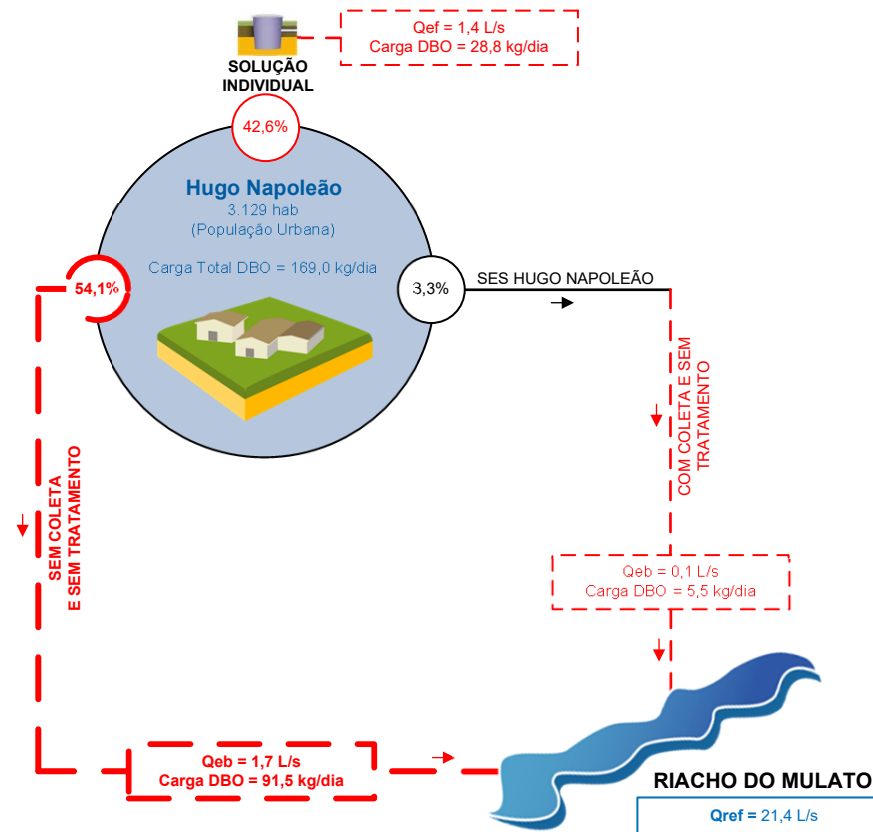 Qef = 1,4 L/s
Carga DBO = 28,8 kg/dia
SOLUÇÃO
INDIVIDUAL
42,6%
Hugo Napoleão
3.129 hab
(População Urbana)
Carga Total DBO = 169,0 kg/dia
54,1%
3,3%
SES HUGO NAPOLEÃO
COM COLETA E SEM
TRATAMENTO
SEM COLETA
E SEM TRATAMENTO
Qeb = 0,1 L/s
Carga DBO = 5,5 kg/dia
Qeb = 1,7 L/s
Carga DBO = 91,5 kg/dia
RIACHO DO MULATO
Qref = 21,4 L/s